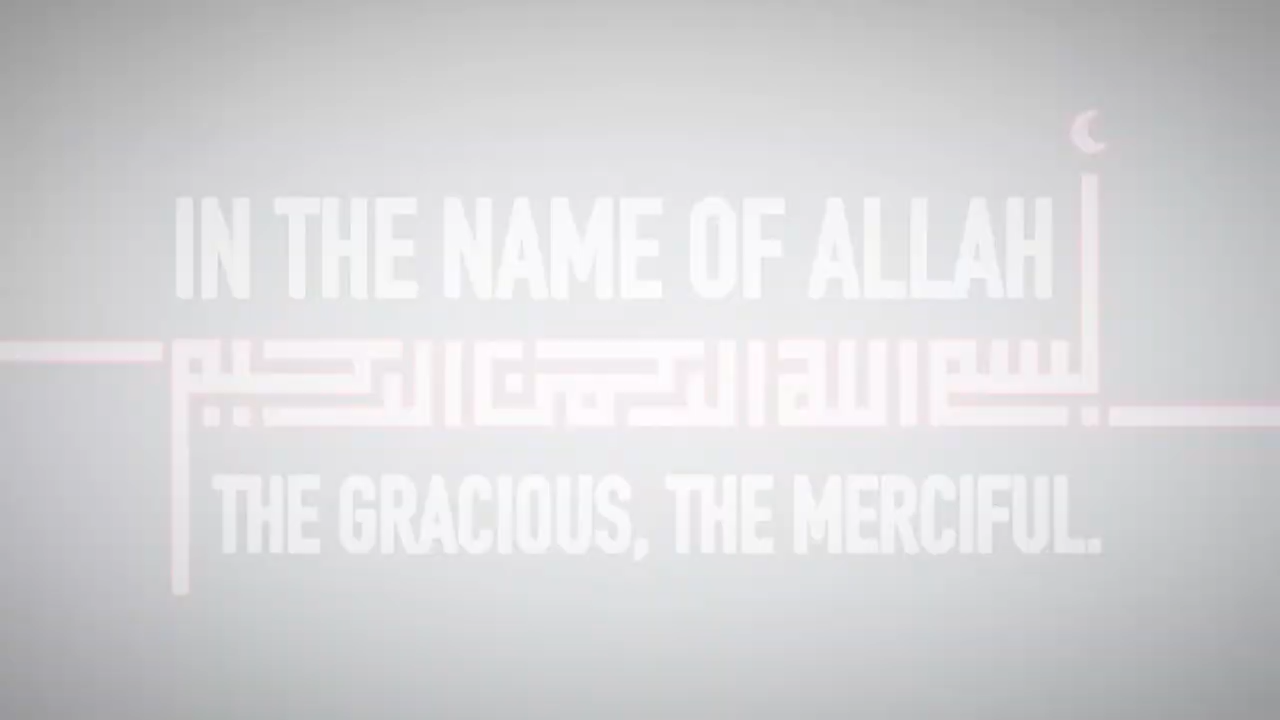 IN THE NAME OF ALLAH
بسم الله الرحمن الرحيم
THE GRACIOUS, THE MERCIFUL.